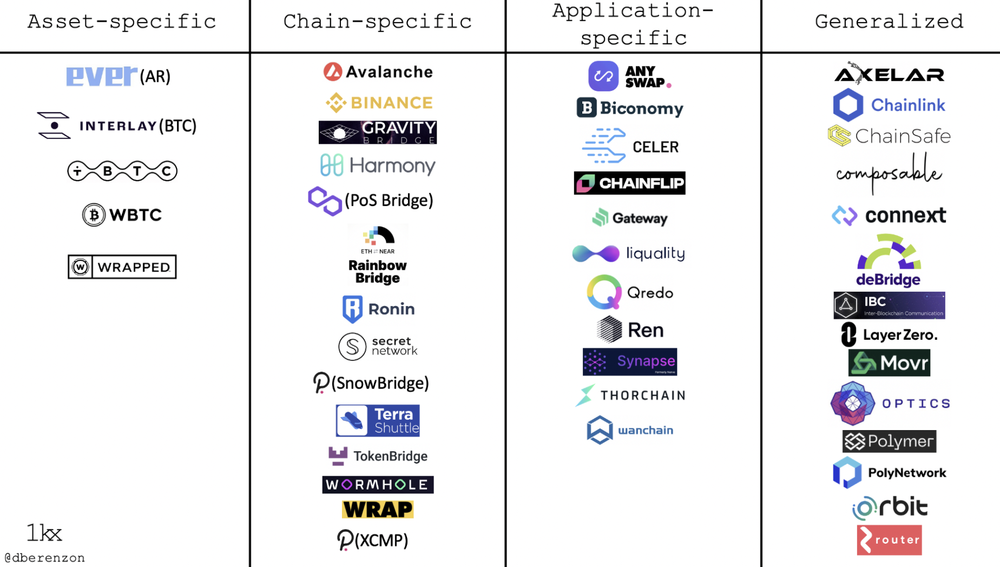 Asset-specific
Chain-specific
Application-
specific
Generalized
ever (AR)
INTERLAY (BTC)
TBTC
WBTC
W WRAPPED
Avalanche
BINANCE
GRAVITY
BRIDGE
Harmony
(PoS Bridge)
ETH ⇄ NEAR
Rainbow
Bridge
R Ronin
S secret
network
P. (SnowBridge)
Terra
Shuttle
TokenBridge
WORMHOLE
WRAP
P. (XCMP)
ANY
SWAP.
B Biconomy
CELER
CHAINFLIP
Gateway
liquality
Qredo
Ren
Synapse
Formerly Nerve
THORCHAIN
wanchain
AXELAR
Chainlink
ChainSafe
composable
connext
deBridge
IBC
Inter-Blockchain Communication
LayerZero.
Movr
OPTICS
Polymer
PolyNetwork
orbit
router
1kx
@dberenzon